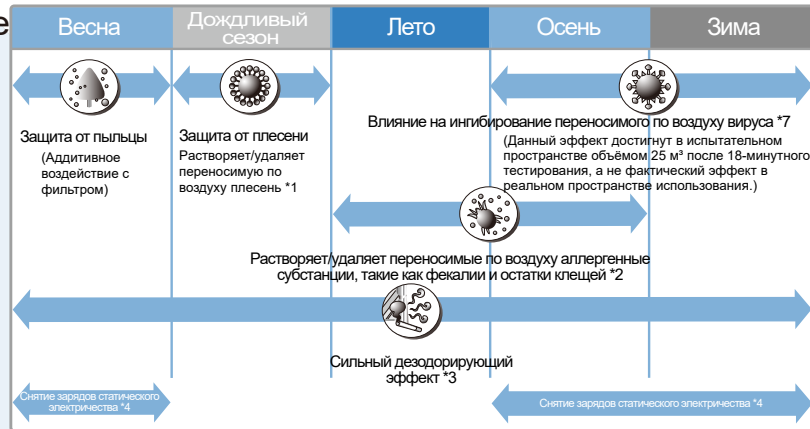 е
Весна
Дождливый
сезон
Лето
Осень
Зима
Защита от пыльцы
(Аддитивное
воздействие с
фильтром)
Защита от плесени
Растворяет/удаляет
переносимую по
воздуху плесень *1
Влияние на ингибирование переносимого по воздуху вируса *7
(Данный эффект достигнут в испытательном
пространстве объёмом 25 м³ после 18-минутного
тестирования, а не фактический эффект в
реальном пространстве использования.)
Растворяет/удаляет переносимые по воздуху аллергенные
субстанции, такие как фекалии и остатки клещей *2
Сильный дезодорирующий
эффект *3
Снятие зарядов статического
электричества *4
Снятие зарядов статического электричества *4